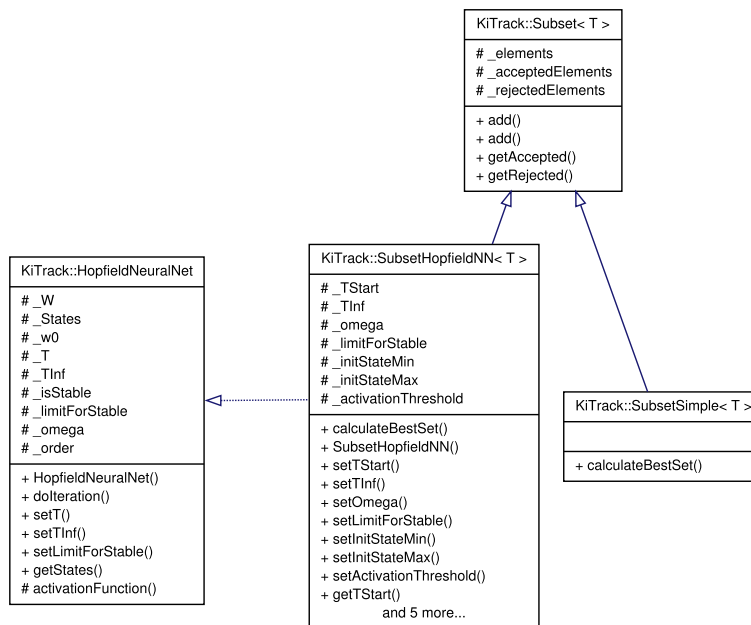 KiTrack::Subset< T >
# _elements
# _acceptedElements
# _rejectedElements
+ add()
+ add()
+ getAccepted()
+ getRejected()
KiTrack::HopfieldNeuralNet
# _W
# _States
# _w0
# _T
# _TInf
# _isStable
# _limitForStable
# _omega
# _order
+ HopfieldNeuralNet()
+ doIteration()
+ setT()
+ setTInf()
+ setLimitForStable()
+ getStates()
# activationFunction()
KiTrack::SubsetHopfieldNN< T >
# _TStart
# _TInf
# _omega
# _limitForStable
# _initStateMin
# _initStateMax
# _activationThreshold
+ calculateBestSet()
+ SubsetHopfieldNN()
+ setTStart()
+ setTInf()
+ setOmega()
+ setLimitForStable()
+ setInitStateMin()
+ setInitStateMax()
+ setActivationThreshold()
+ getTStart()
and 5 more...
KiTrack::SubsetSimple< T >
+ calculateBestSet()